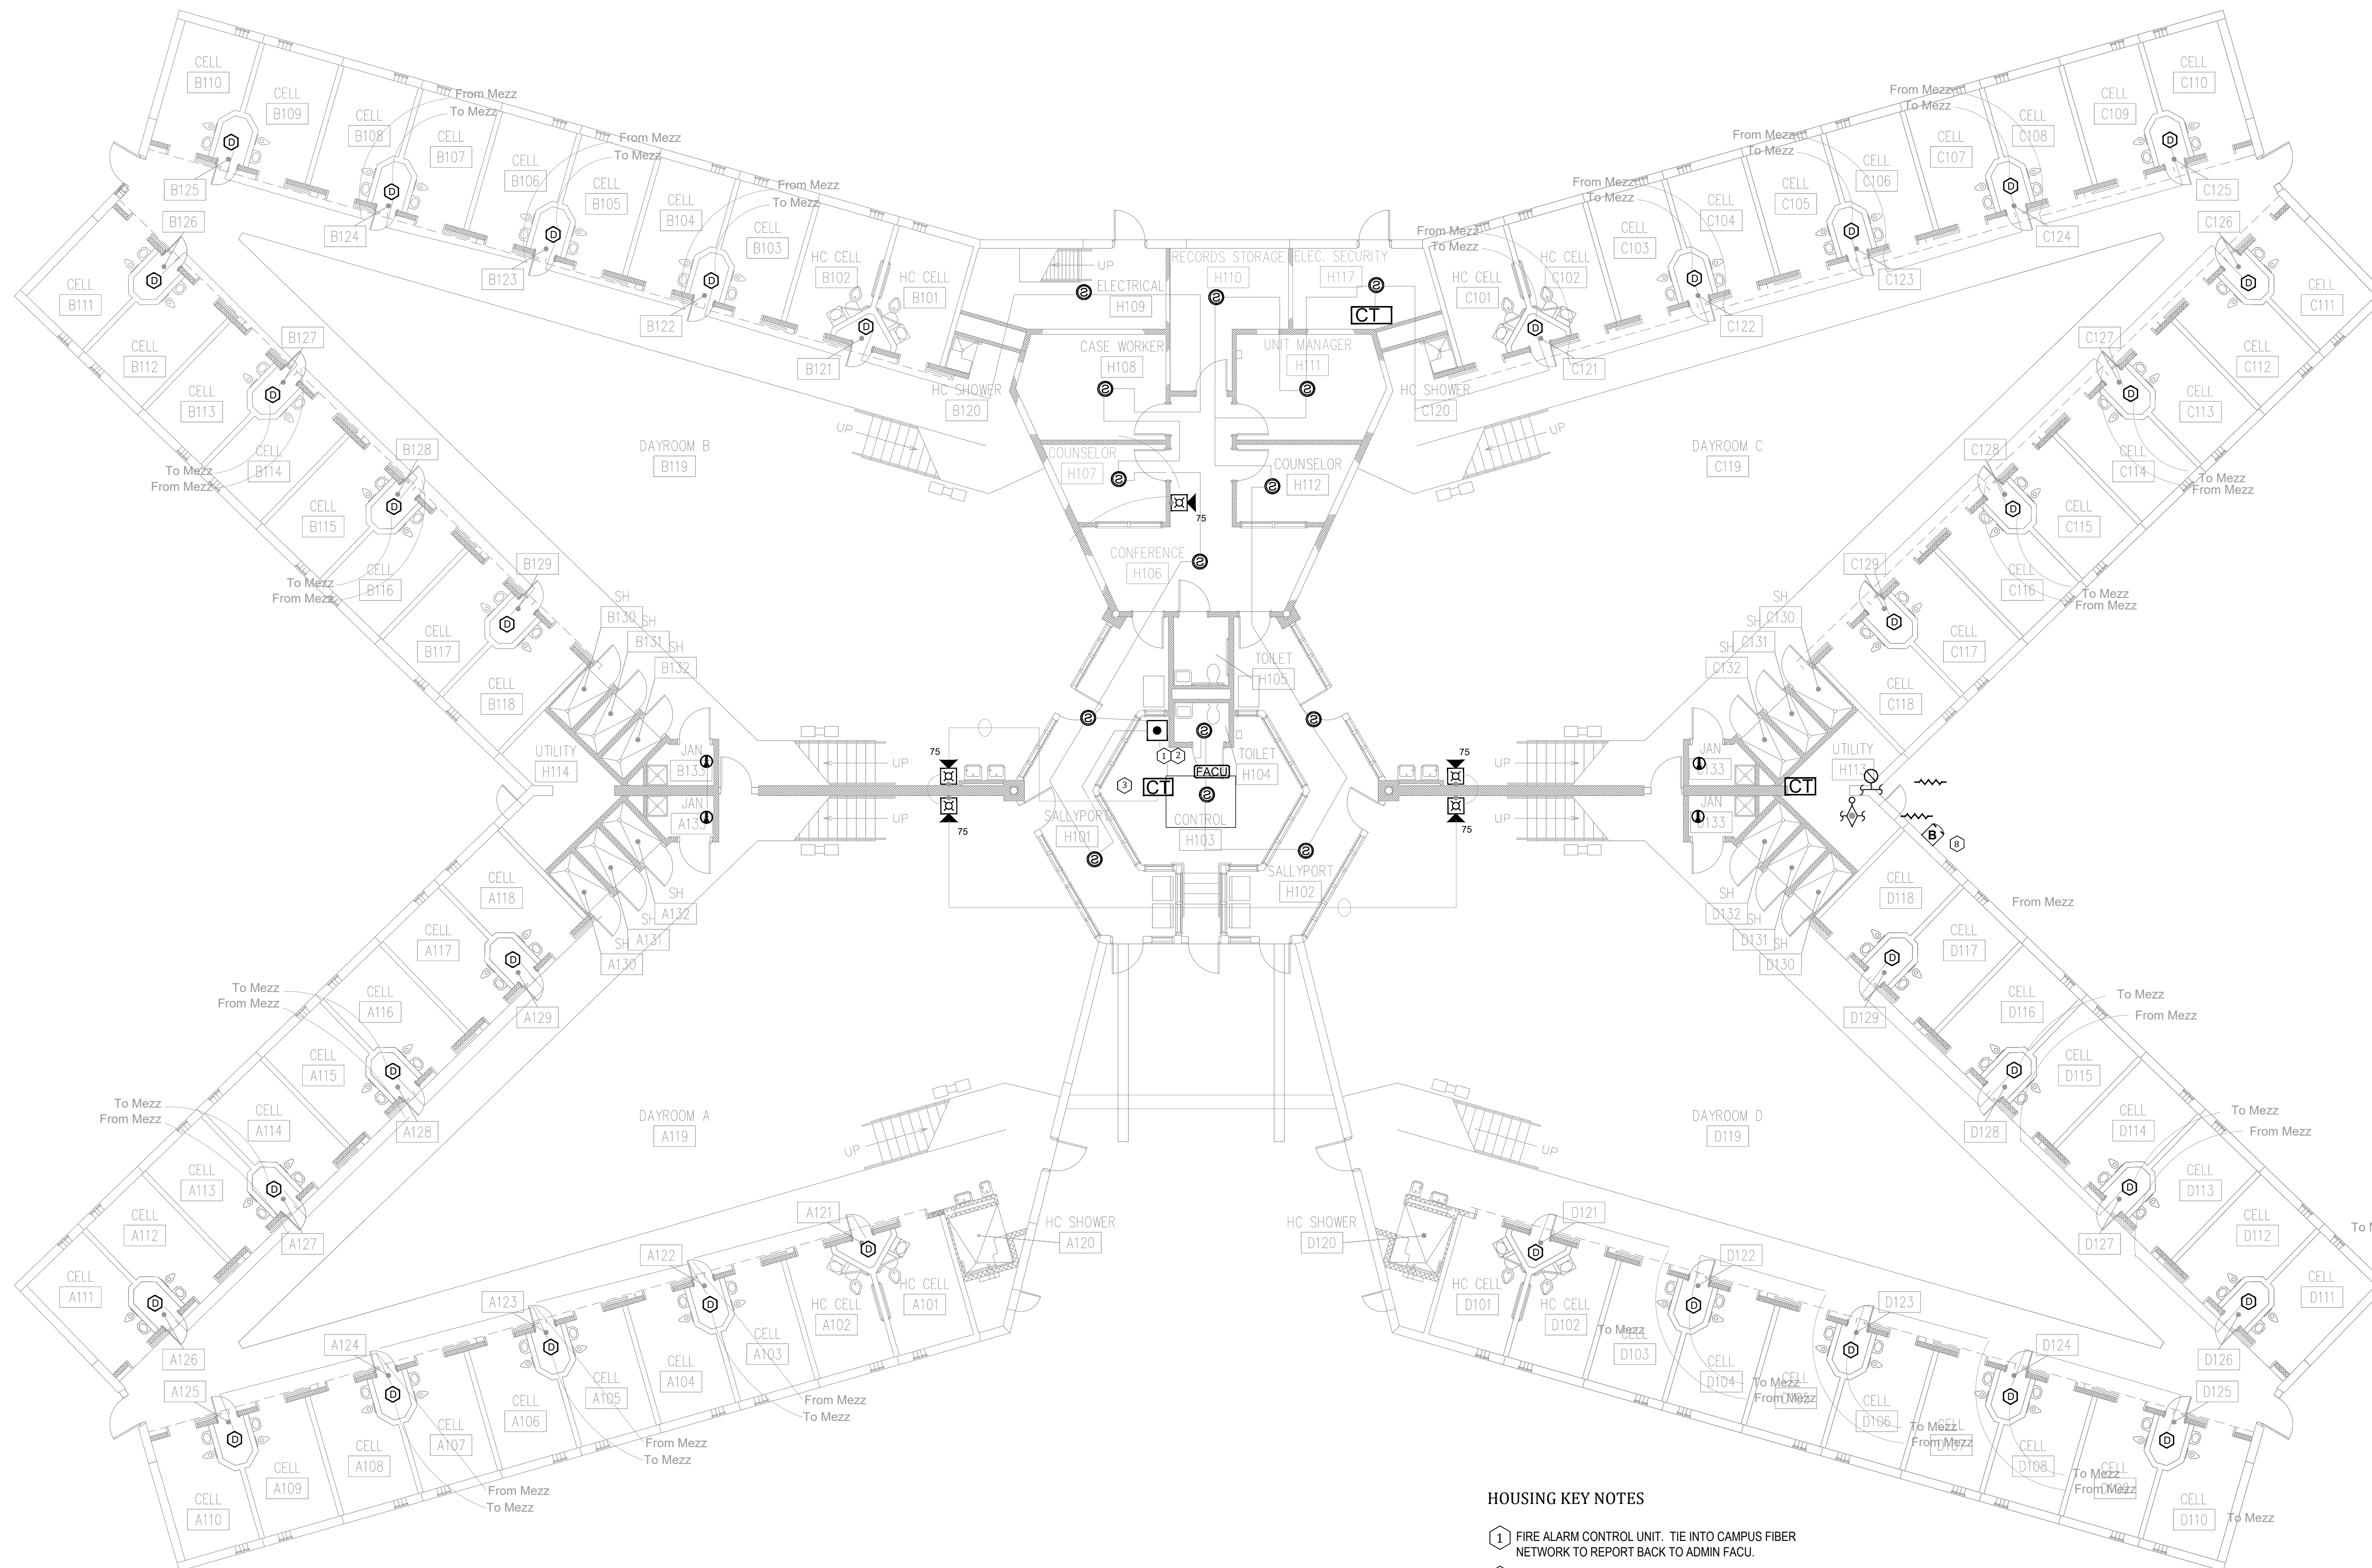 CELL
B110
CELL
B109
CELL
B108
CELL
B107
CELL
B106
CELL
B105
CELL
B104
CELL
B103
HC CELL
B102
HC CELL
B101
From Mezz
To Mezz
From Mezz
To Mezz
From Mezz
To Mezz
D
D
D
D
D
B125
B124
B123
B122
B121
B126
B127
B128
B129
CELL
B111
CELL
B112
CELL
B113
CELL
B114
CELL
B115
CELL
B116
CELL
B117
CELL
B118
D
D
D
D
To Mezz
From Mezz
To Mezz
From Mezz
DAYROOM B
B119
UP
HC SHOWER
B120
SH
B130
SH
B131
SH
B132
JAN
B133
UTILITY
H114
JAN
A133
UP
UP
75
75
UP
ELECTRICAL
H109
RECORDS STORAGE
H110
ELEC. SECURITY
H117
CT
CASE WORKER
H108
UNIT MANAGER
H111
COUNSELOR
H107
COUNSELOR
H112
75
CONFERENCE
H106
TOILET
H105
TOILET
H104
1
2
3
FACU
CT
CONTROL
H103
SALLYPORT
H101
SALLYPORT
H102
S
S
S
S
S
S
S
S
S
S
S
S
S
From Mezz
To Mezz
From Mezz
To Mezz
From Mezz
To Mezz
From Mezz
To Mezz
CELL
C110
CELL
C109
CELL
C108
CELL
C107
CELL
C106
CELL
C105
CELL
C104
CELL
C103
HC CELL
C102
HC CELL
C101
D
D
D
D
D
C125
C124
C123
C122
C121
HC SHOWER
C120
UP
DAYROOM C
C119
C126
C127
C128
C129
CELL
C111
CELL
C112
CELL
C113
CELL
C114
CELL
C115
CELL
C116
CELL
C117
CELL
C118
D
D
D
D
To Mezz
From Mezz
To Mezz
From Mezz
SH
C130
SH
C131
SH
C132
JAN
C133
UTILITY
H113
CT
JAN
D133
B
8
75
75
UP
UP
SH
D132
SH
D131
SH
D130
CELL
D118
CELL
D117
CELL
D116
CELL
D115
CELL
D114
CELL
D113
CELL
D112
CELL
D111
From Mezz
To Mezz
From Mezz
To Mezz
From Mezz
D129
D128
D127
D126
D
D
D
D
DAYROOM D
D119
UP
HC SHOWER
D120
D121
D122
D123
D124
D125
D
D
D
D
D
HC CELL
D101
HC CELL
D102
CELL
D103
To Mezz
CELL
D104
CELL
To Mezz
From Mezz
CELL
D106
To Mezz
From Mezz
CELL
D108
To Mezz
From Mezz
CELL
D110
To Mezz
CELL
A118
CELL
A117
CELL
A116
CELL
A115
CELL
A114
CELL
A113
CELL
A112
CELL
A111
To Mezz
From Mezz
To Mezz
From Mezz
SH
A132
SH
A131
SH
A130
A129
A128
A127
A126
D
D
D
D
DAYROOM A
A119
UP
HC SHOWER
A120
A121
A122
A123
A124
A125
D
D
D
D
D
HC CELL
A101
HC CELL
A102
CELL
A103
CELL
A104
CELL
A105
CELL
A106
CELL
A107
CELL
A108
CELL
A109
CELL
A110
From Mezz
To Mezz
From Mezz
To Mezz
From Mezz
To Mezz
HOUSING KEY NOTES
1 FIRE ALARM CONTROL UNIT. TIE INTO CAMPUS FIBER
NETWORK TO REPORT BACK TO ADMIN FACU.